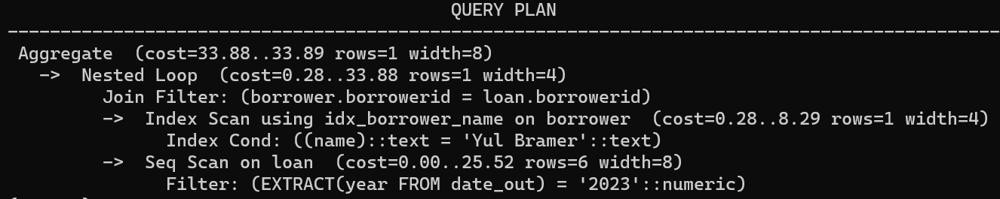 QUERY PLAN
----------------------------------------------------------------------------------------------
Aggregate  (cost=33.88..33.89 rows=1 width=8)
  ->  Nested Loop  (cost=0.28..33.88 rows=1 width=4)
        Join Filter: (borrower.borrowerid = loan.borrowerid)
        ->  Index Scan using idx_borrower_name on borrower  (cost=0.28..8.29 rows=1 width=4)
              Index Cond: ((name)::text = 'Yul Bramer'::text)
        ->  Seq Scan on loan  (cost=0.00..25.52 rows=6 width=8)
              Filter: (EXTRACT(year FROM date_out) = '2023'::numeric)